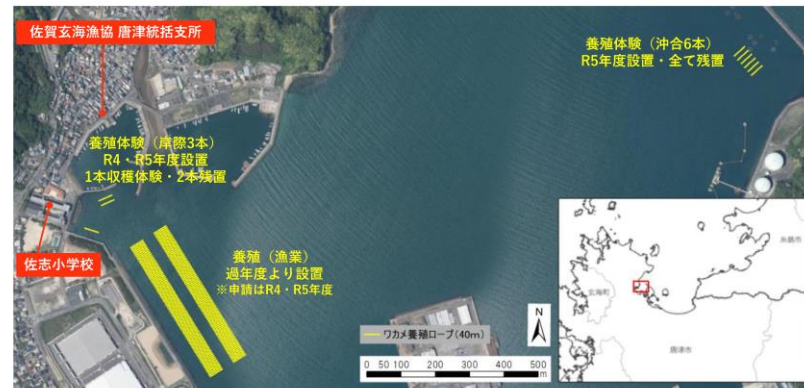 佐賀玄海漁協 唐津統括支所
養殖体験（沖合6本）
R5年度設置・全て残置
養殖体験（岸際3本）
R4・R5年度設置
1本収穫体験・2本残置
佐志小学校
養殖（漁業）
過年度より設置
※申請はR4・R5年度
N
ワカメ養殖ロープ（40m）
0 50 100 200 300 400 500
m
糸島市
玄海町
唐津市